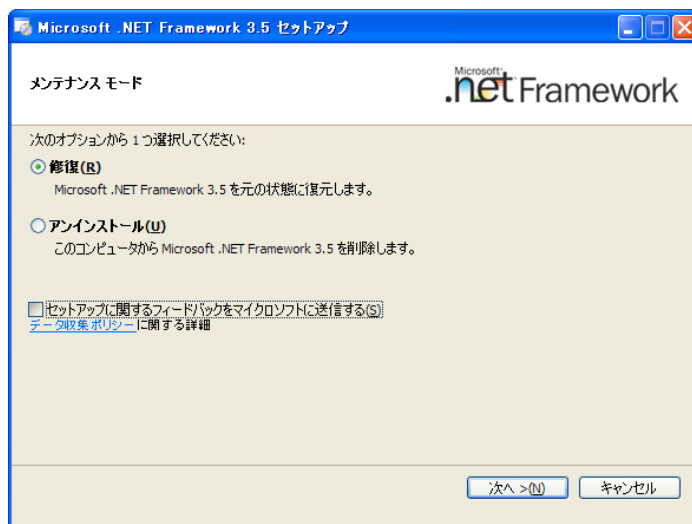 Microsoft .NET Framework 3.5 セットアップ
メンテナンス モード
Microsoft
.net Framework
次のオプションから 1 つ選択してください:
修復(R)
Microsoft .NET Framework 3.5 を元の状態に復元します。
アンインストール(U)
このコンピュータから Microsoft .NET Framework 3.5 を削除します。
セットアップに関するフィードバックをマイクロソフトに送信する(S)
データ収集ポリシーに関する詳細
次へ >(N)
キャンセル